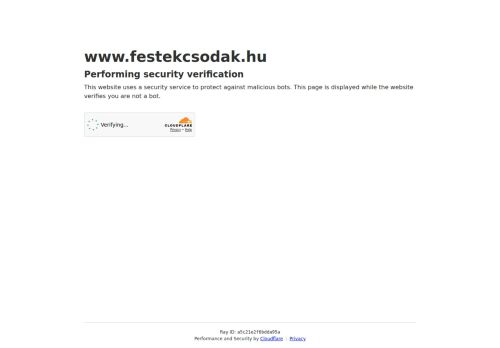 www.festekcsodak.hu
Performing security verification
This website uses a security service to protect against malicious bots. This page is displayed while the website
verifies you are not a bot.
Verifying...
CLOUDFLARE
Privacy • Help
Ray ID: a5c21e2f6bdda95a
Performance and Security by Cloudflare | Privacy